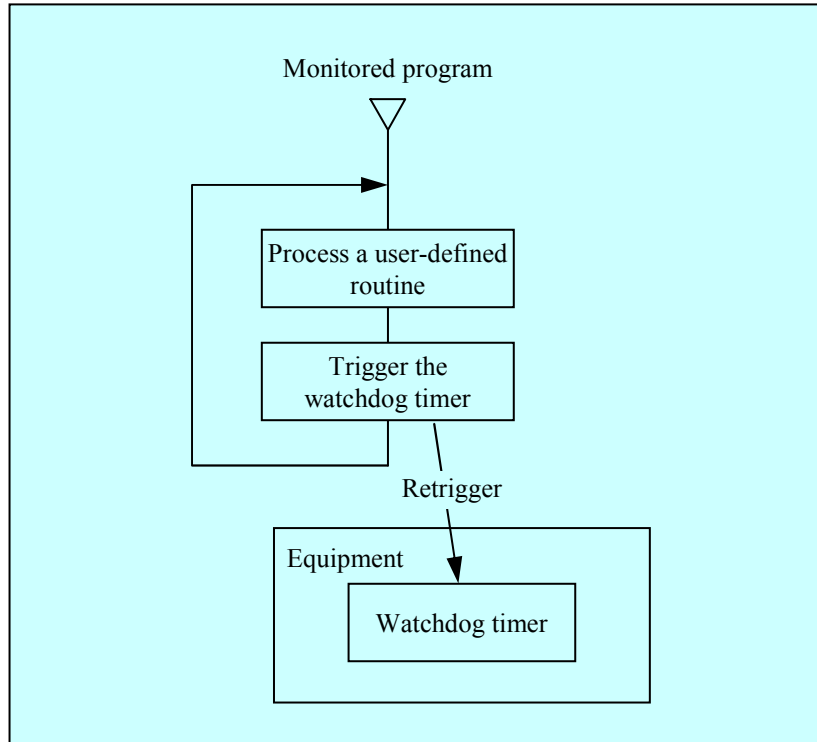 Monitored program
Process a user-defined
routine
Trigger the
watchdog timer
Retrigger
Equipment
Watchdog timer